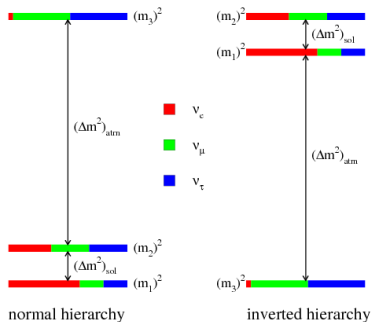 (m₃)²
(Δm²)atm
(m₂)²
(Δm²)sol
(m₁)²
normal hierarchy
νe
νμ
ντ
(m₂)²
(Δm²)sol
(m₁)²
(Δm²)atm
(m₃)²
inverted hierarchy